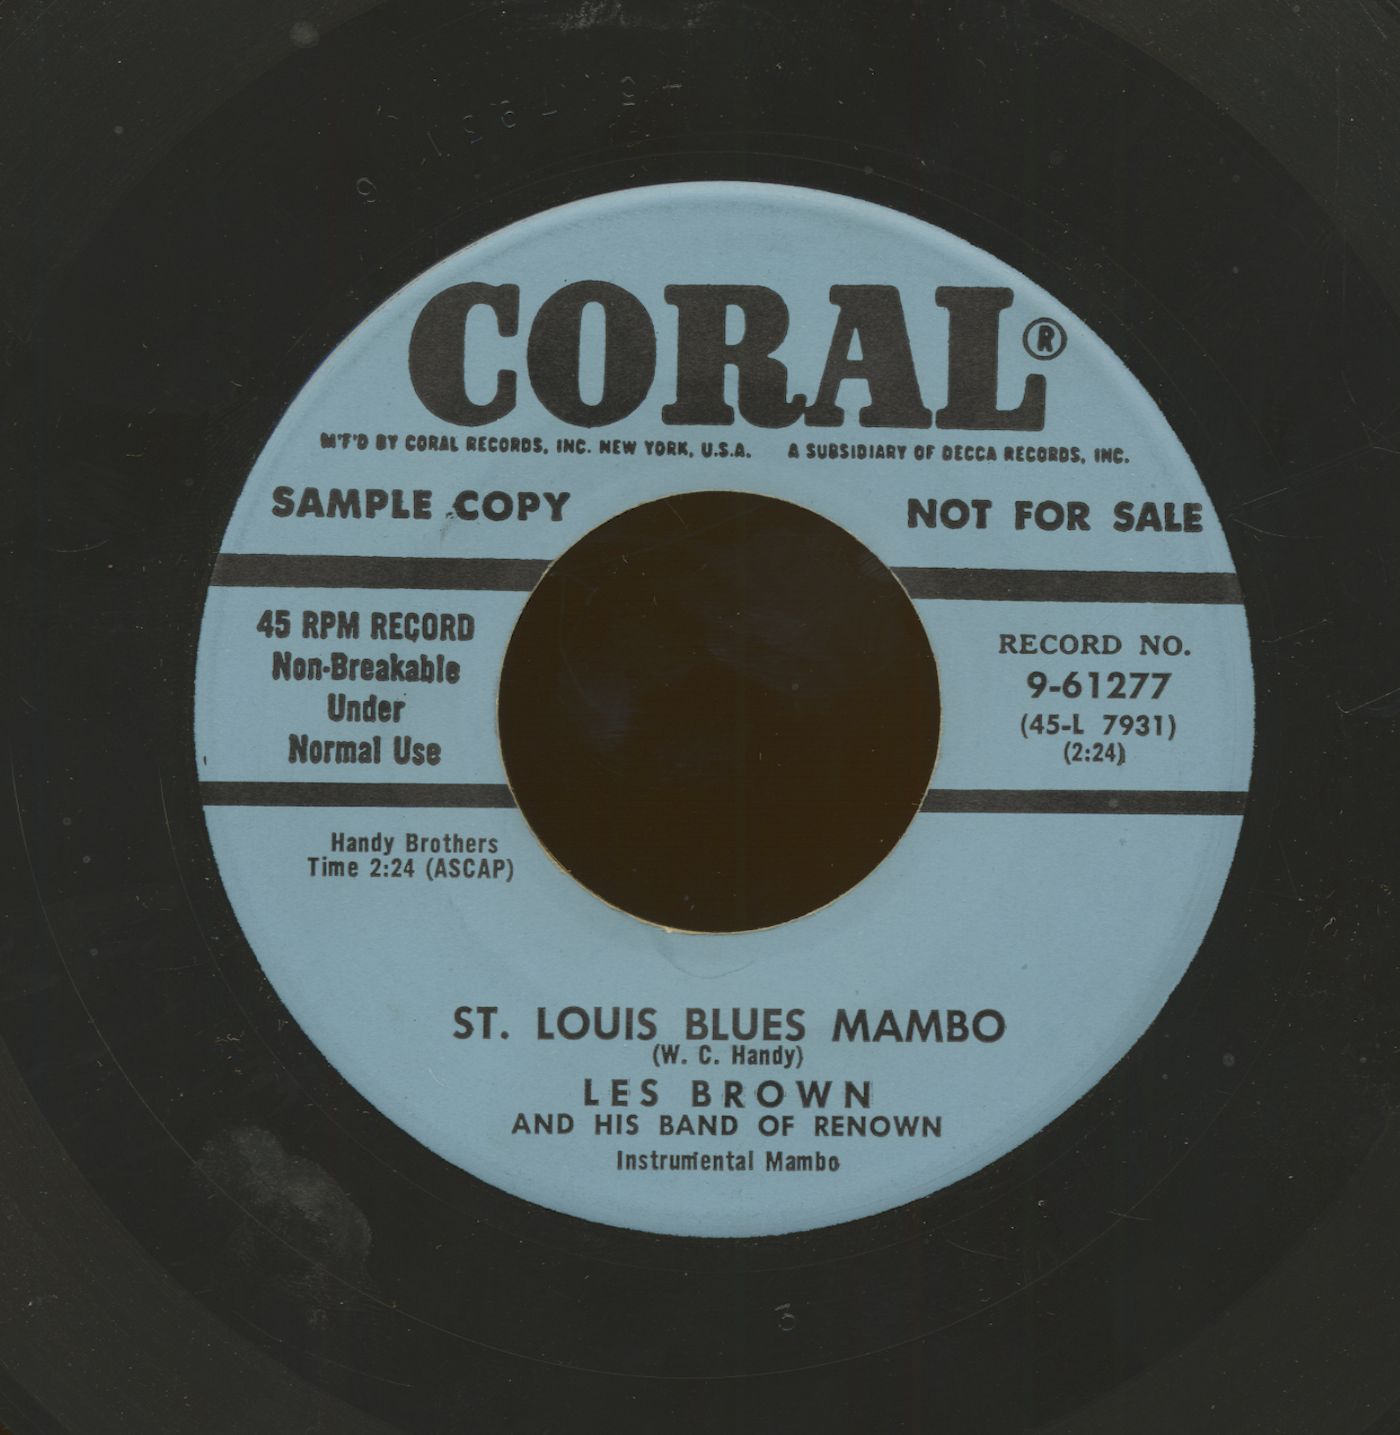 CORAL®
M'F'D BY CORAL RECORDS, INC. NEW YORK, U.S.A. A SUBSIDIARY OF DECCA RECORDS, INC.
SAMPLE COPY
NOT FOR SALE
45 RPM RECORD
Non-Breakable
Under
Normal Use
RECORD NO.
9-61277
(45-L 7931)
(2:24)
Handy Brothers
Time 2:24 (ASCAP)
ST. LOUIS BLUES MAMBO
(W. C. Handy)
LES BROWN
AND HIS BAND OF RENOWN
Instrumental Mambo
3